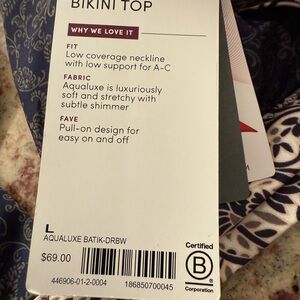 BIKINI TOP
WHY WE LOVE IT
FIT
Low coverage neckline
with low support for A-C
FABRIC
Aqualuxe is luxuriously
soft and stretchy with
subtle shimmer
FAVE
Pull-on design for
easy on and off
L
AQUALUXE BATIK-DRBW
$69.00
446906-01-2-0004
186850700045
Certified
B
Corporation
M